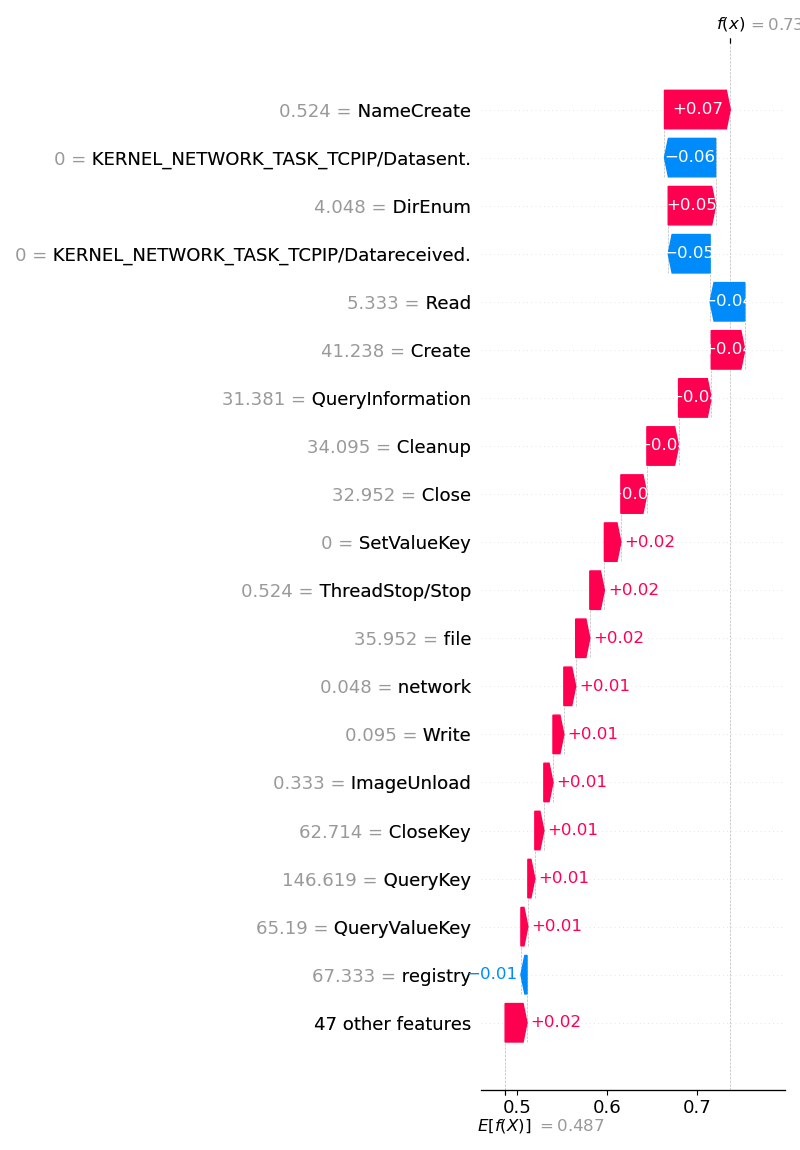 f(x) = 0.73
0.524 = NameCreate +0.07
0 = KERNEL_NETWORK_TASK_TCPIP/Datasent. −0.06
4.048 = DirEnum +0.05
0 = KERNEL_NETWORK_TASK_TCPIP/Datareceived. −0.05
5.333 = Read −0.04
41.238 = Create +0.04
31.381 = QueryInformation
34.095 = Cleanup
32.952 = Close
0 = SetValueKey +0.02
0.524 = ThreadStop/Stop +0.02
35.952 = file +0.02
0.048 = network +0.01
0.095 = Write +0.01
0.333 = ImageUnload +0.01
62.714 = CloseKey +0.01
146.619 = QueryKey +0.01
65.19 = QueryValueKey +0.01
67.333 = registry −0.01
47 other features +0.02
0.5 0.6 0.7
E[f(X)] = 0.487